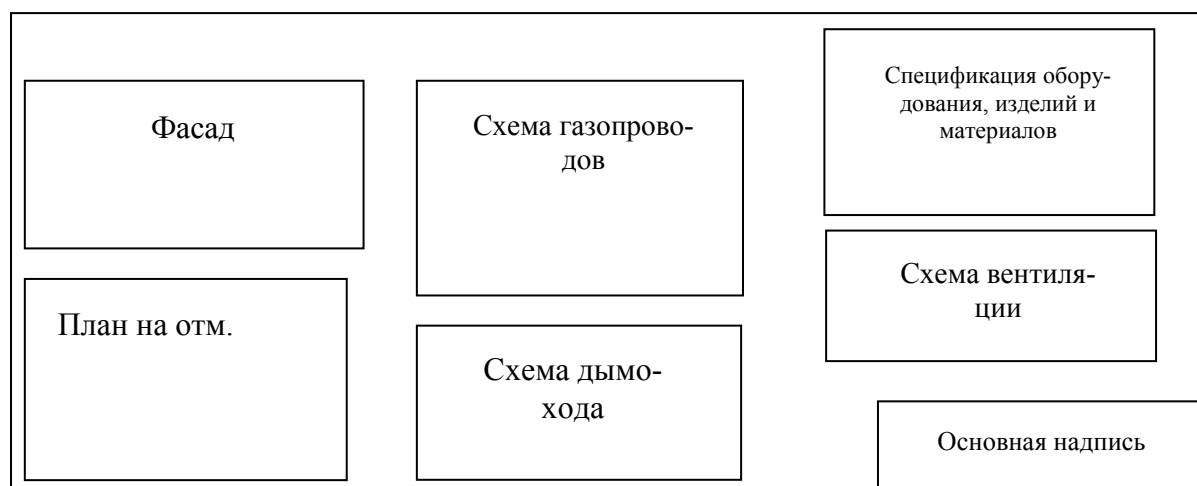 Фасад
План на отм.
Схема газопрово-
дов
Схема дымо-
хода
Спецификация обору-
дования, изделий и
материалов
Схема вентиля-
ции
Основная надпись